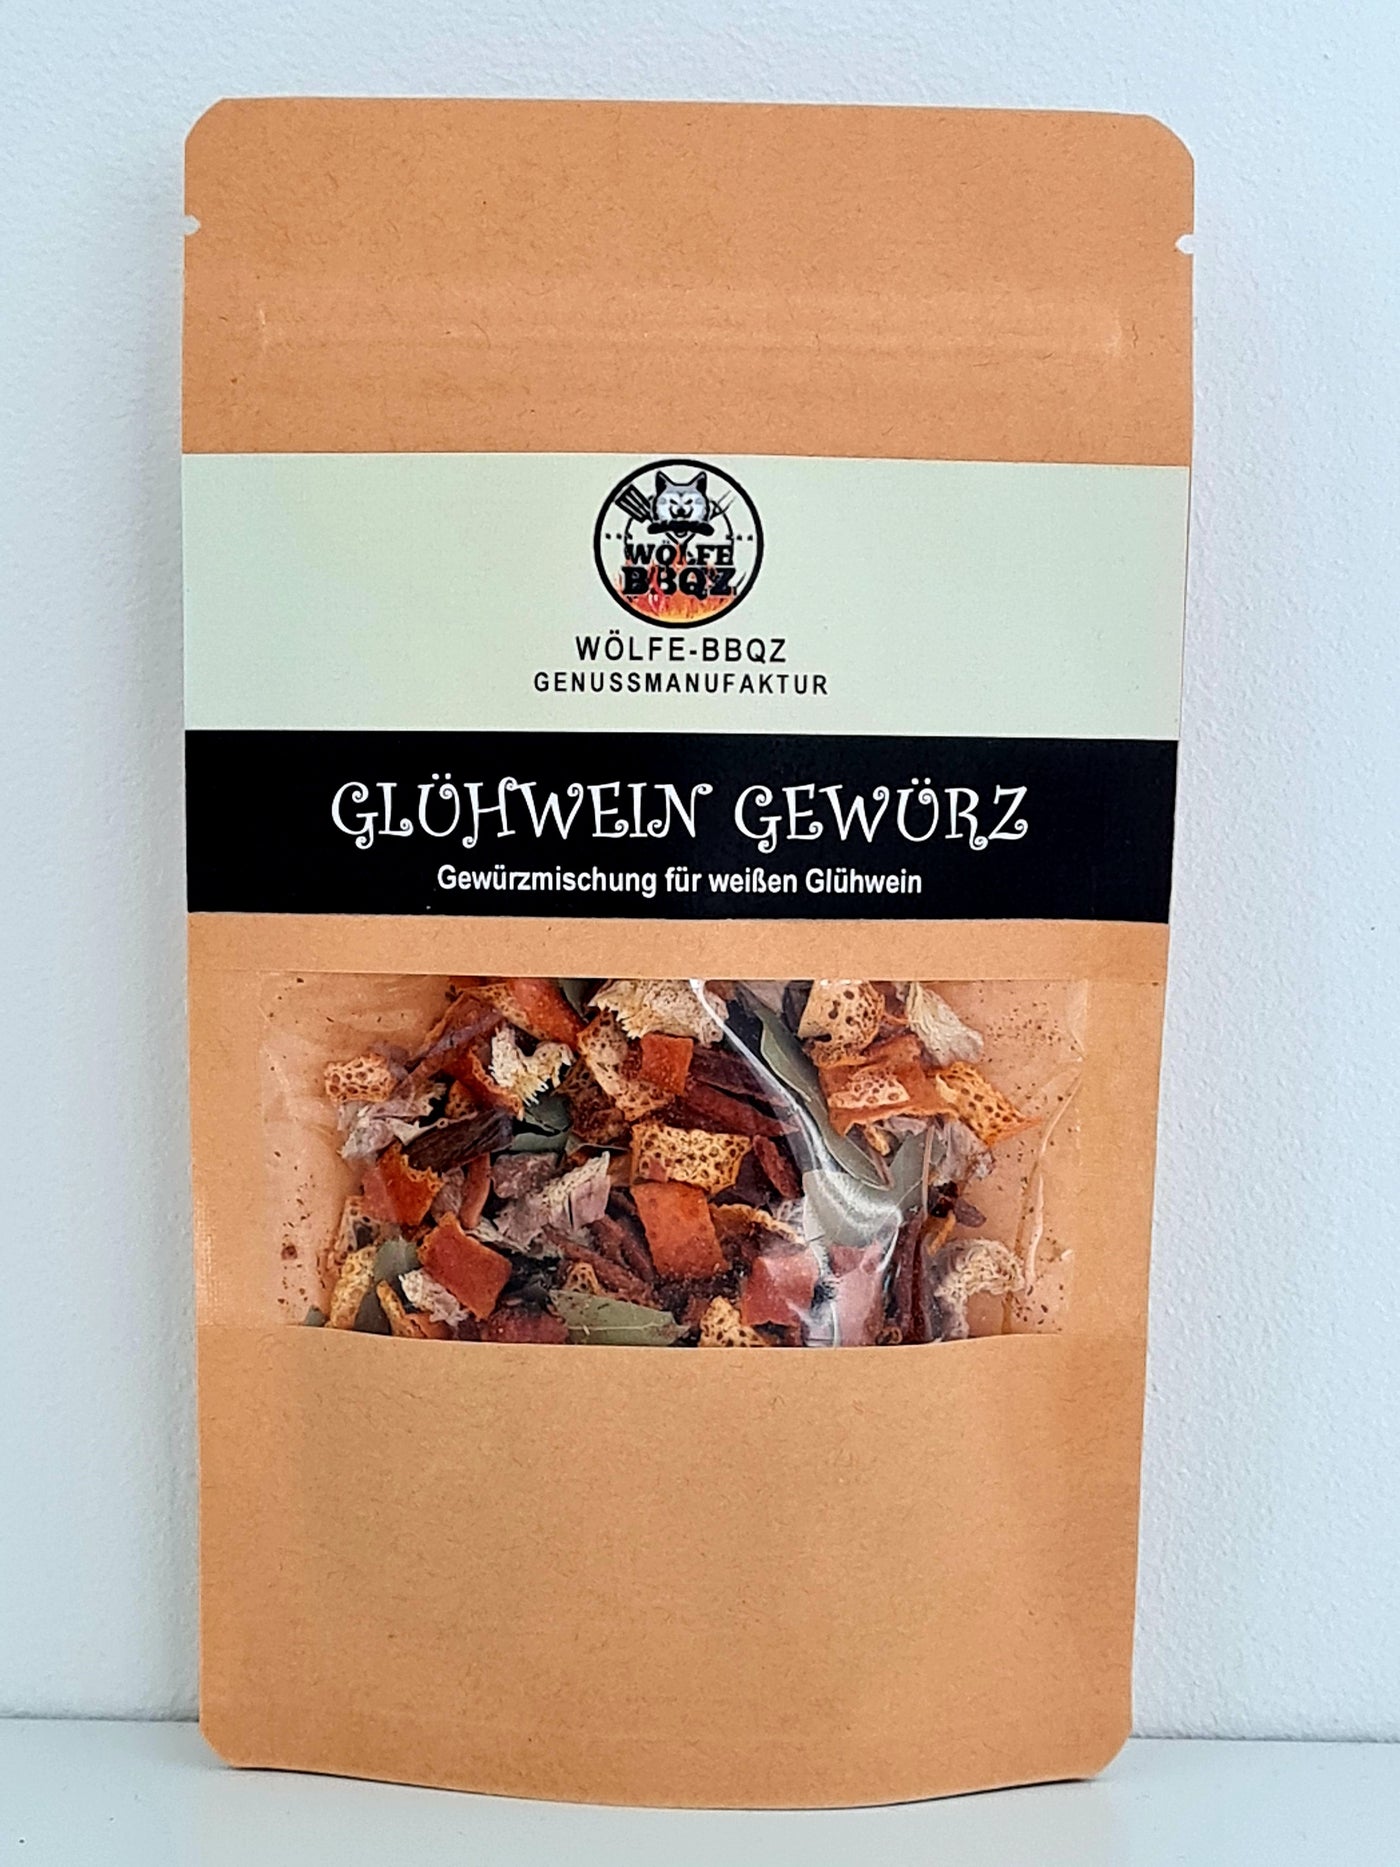 WÖLFE
BBQZ
WÖLFE-BBQZ
GENUSSMANUFAKTUR
GLÜHWEIN GEWÜRZ
Gewürzmischung für weißen Glühwein